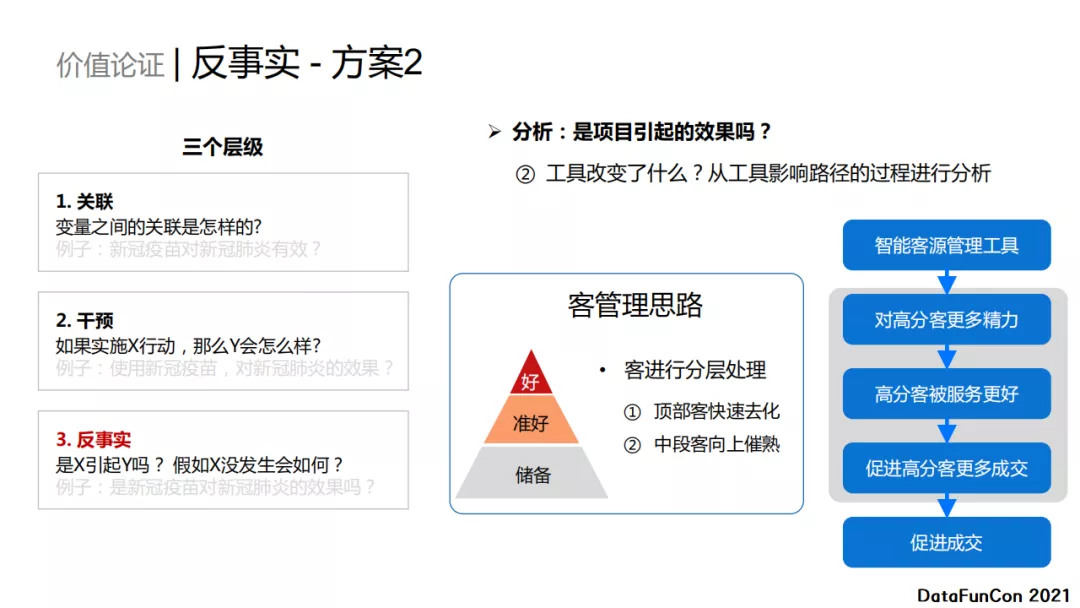 价值论证 | 反事实 - 方案2
三个层级
1. 关联
变量之间的关联是怎样的?
例子：新冠疫苗对新冠肺炎有效？
2. 干预
如果实施X行动，那么Y会怎么样?
例子：使用新冠疫苗，对新冠肺炎的效果？
3. 反事实
是X引起Y吗？ 假如X没发生会如何？
例子：是新冠疫苗对新冠肺炎的效果吗？
➢ 分析：是项目引起的效果吗？
② 工具改变了什么？从工具影响路径的过程进行分析
客管理思路
好
准好
储备
• 客进行分层处理
① 顶部客快速去化
② 中段客向上催熟
智能客源管理工具
对高分客更多精力
高分客被服务更好
促进高分客更多成交
促进成交
DataFunCon 2021